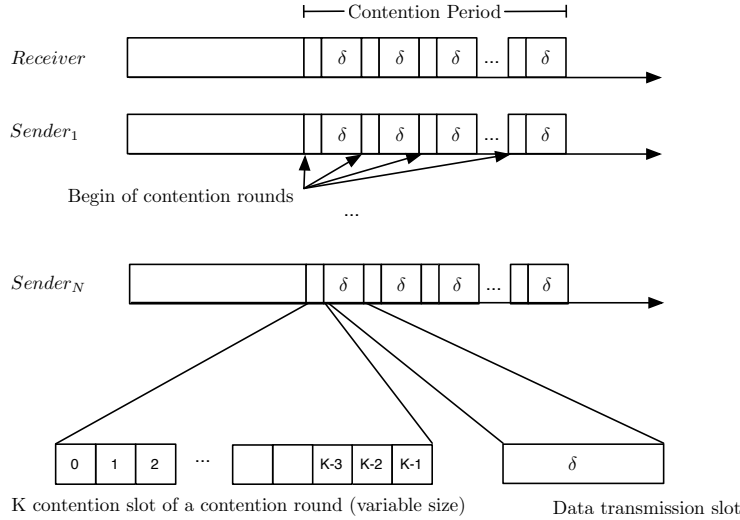 Contention Period
Receiver δ δ δ ... δ
Sender₁ δ δ δ ... δ
Begin of contention rounds
...
Sender_N δ δ δ ... δ
0 1 2 ... K-3 K-2 K-1 δ
K contention slot of a contention round (variable size)
Data transmission slot